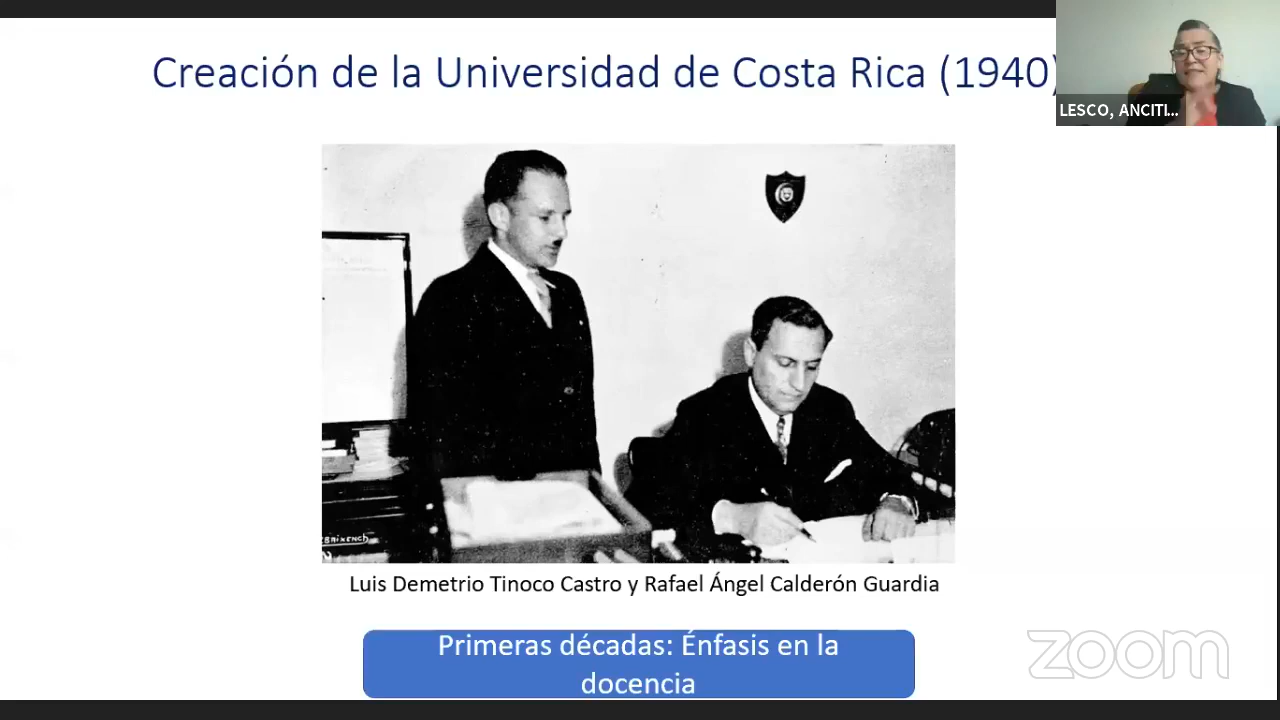 Creación de la Universidad de Costa Rica (1940)
LESCO, ANCITI...
Luis Demetrio Tinoco Castro y Rafael Ángel Calderón Guardia
Primeras décadas: Énfasis en la
docencia
zoom